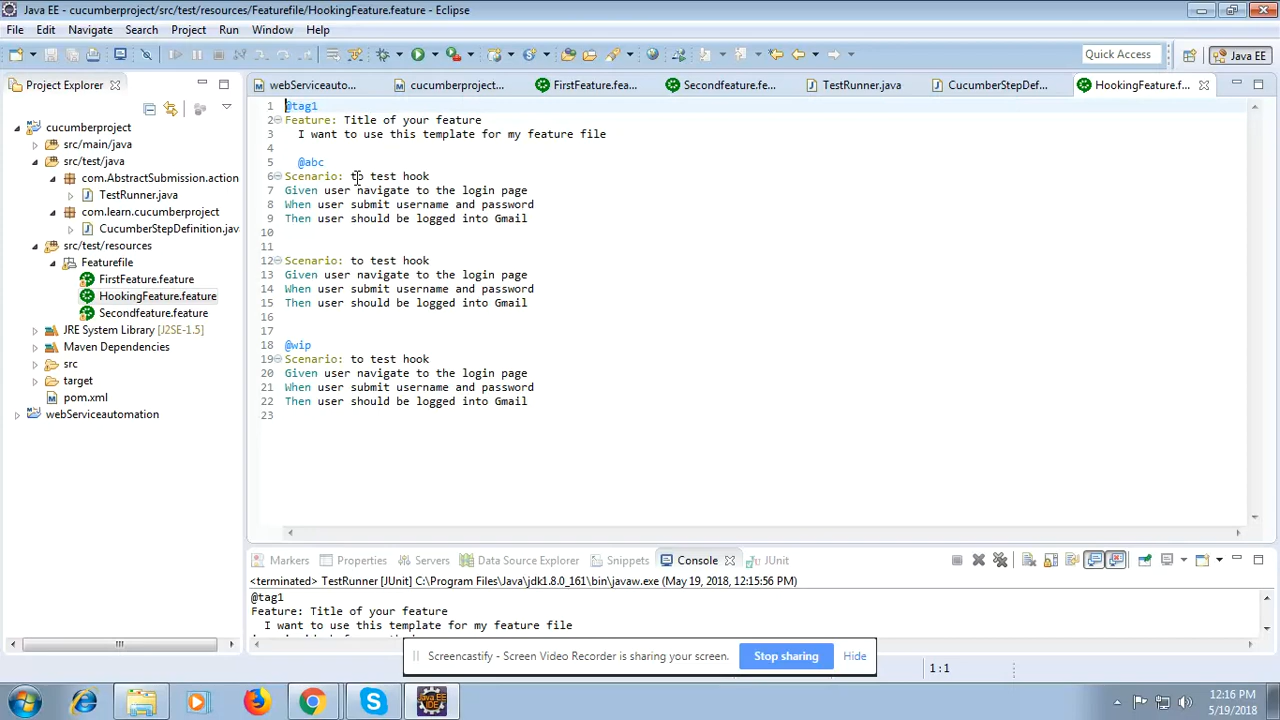 Java EE - cucumberproject/src/test/resources/Featurefile/HookingFeature.feature - Eclipse
File Edit Navigate Search Project Run Window Help
Quick Access
Java EE
Project Explorer
webServiceauto...
cucumberproject...
FirstFeature.fea...
Secondfeature.fe...
TestRunner.java
CucumberStepDef...
HookingFeature.f...
cucumberproject
src/main/java
src/test/java
com.AbstractSubmission.action
TestRunner.java
com.learn.cucumberproject
CucumberStepDefinition.jav
src/test/resources
Featurefile
FirstFeature.feature
HookingFeature.feature
Secondfeature.feature
JRE System Library [J2SE-1.5]
Maven Dependencies
src
target
pom.xml
webServiceautomation
1 @tag1
2 Feature: Title of your feature
3 I want to use this template for my feature file
4
5 @abc
6 Scenario: to test hook
7 Given user navigate to the login page
8 When user submit username and password
9 Then user should be logged into Gmail
10
11
12 Scenario: to test hook
13 Given user navigate to the login page
14 When user submit username and password
15 Then user should be logged into Gmail
16
17
18 @wip
19 Scenario: to test hook
20 Given user navigate to the login page
21 When user submit username and password
22 Then user should be logged into Gmail
23
Markers Properties Servers Data Source Explorer Snippets Console JUnit
<terminated> TestRunner [JUnit] C:\Program Files\Java\jdk1.8.0_161\bin\javaw.exe (May 19, 2018, 12:15:56 PM)
@tag1
Feature: Title of your feature
I want to use this template for my feature file
Screencastify - Screen Video Recorder is sharing your screen.
Stop sharing
Hide
1:1
12:16 PM
5/19/2018